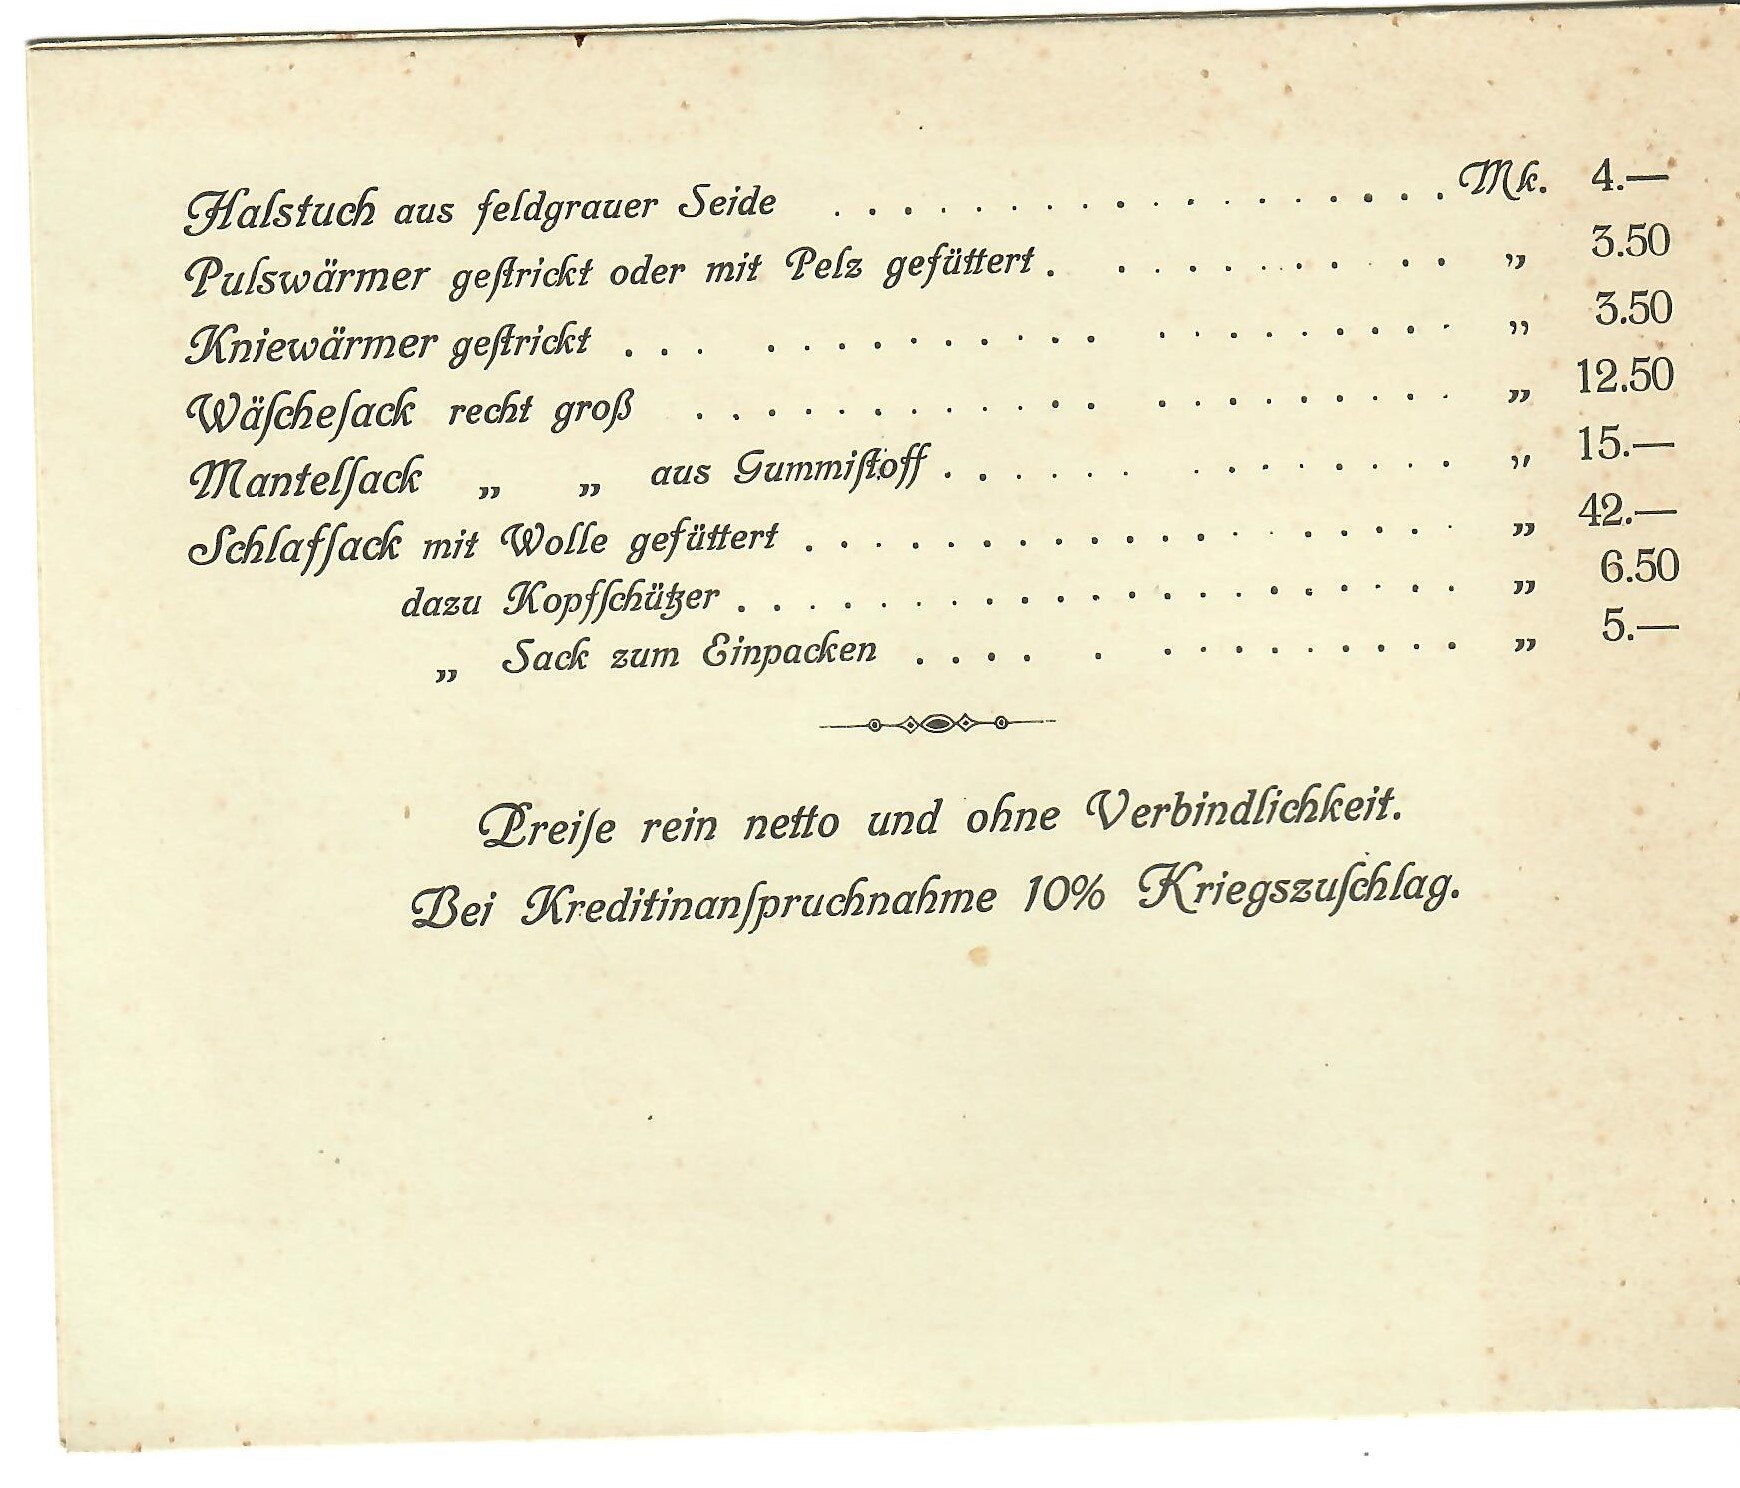 Halstuch aus feldgrauer Seide . . . . . . . . . . . . . . . . . . Mk. 4.—
Pulswärmer geſtrickt oder mit Pelz gefüttert . . . . . . . . . . „ 3.50
Kniewärmer geſtrickt . . . . . . . . . . . . . . . . . . . . . „ 3.50
Wäſcheſack recht groß . . . . . . . . . . . . . . . . . . . . . „ 12.50
Mantelſack „ „ aus Gummiſtoff . . . . . . . . . . . . . . „ 15.—
Schlafſack mit Wolle gefüttert . . . . . . . . . . . . . . . . . . „ 42.—
dazu Kopfſchützer . . . . . . . . . . . . . . . . . . . . . „ 6.50
„ Sack zum Einpacken . . . . . . . . . . . . . . „ 5.—
Preiſe rein netto und ohne Verbindlichkeit.
Bei Kreditinanſpruchnahme 10% Kriegszuſchlag.